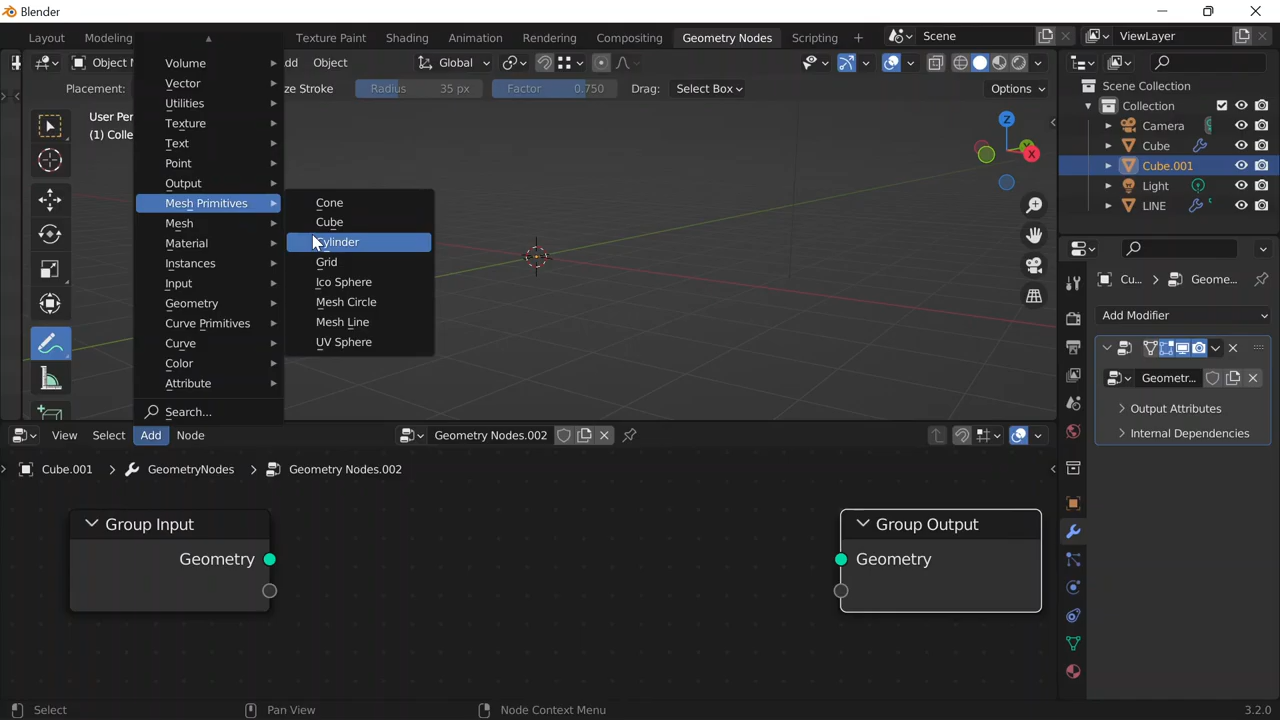 Blender
Layout
Modeling
Texture Paint
Shading
Animation
Rendering
Compositing
Geometry Nodes
Scripting
Scene
ViewLayer
Object
Global
Placement:
ze Stroke
Radius 35 px
Factor 0.750
Drag:
Select Box
Options
User Per
(1) Colle
Volume
Vector
Utilities
Texture
Text
Point
Output
Mesh Primitives
Mesh
Material
Instances
Input
Geometry
Curve Primitives
Curve
Color
Attribute
Search...
Cone
Cube
Cylinder
Grid
Ico Sphere
Mesh Circle
Mesh Line
UV Sphere
Z
X
Scene Collection
Collection
Camera
Cube
Cube.001
Light
LINE
Cu...
Geome...
Add Modifier
Geometr...
Output Attributes
Internal Dependencies
View
Select
Add
Node
Geometry Nodes.002
Cube.001
GeometryNodes
Geometry Nodes.002
Group Input
Geometry
Group Output
Geometry
Select
Pan View
Node Context Menu
3.2.0